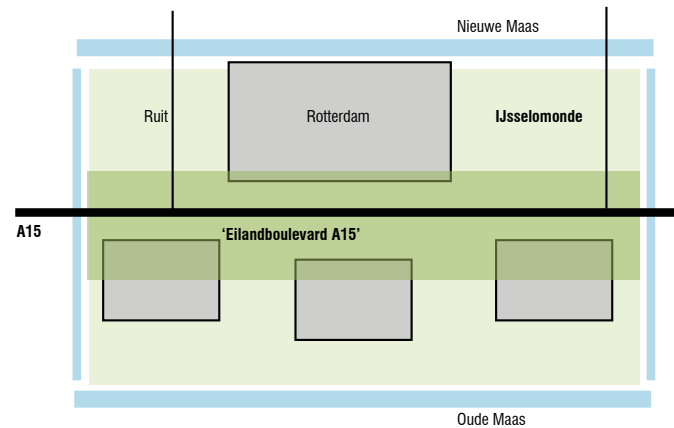 Nieuwe Maas
Ruit
Rotterdam
IJsselomonde
A15
‘Eilandboulevard A15’
Oude Maas